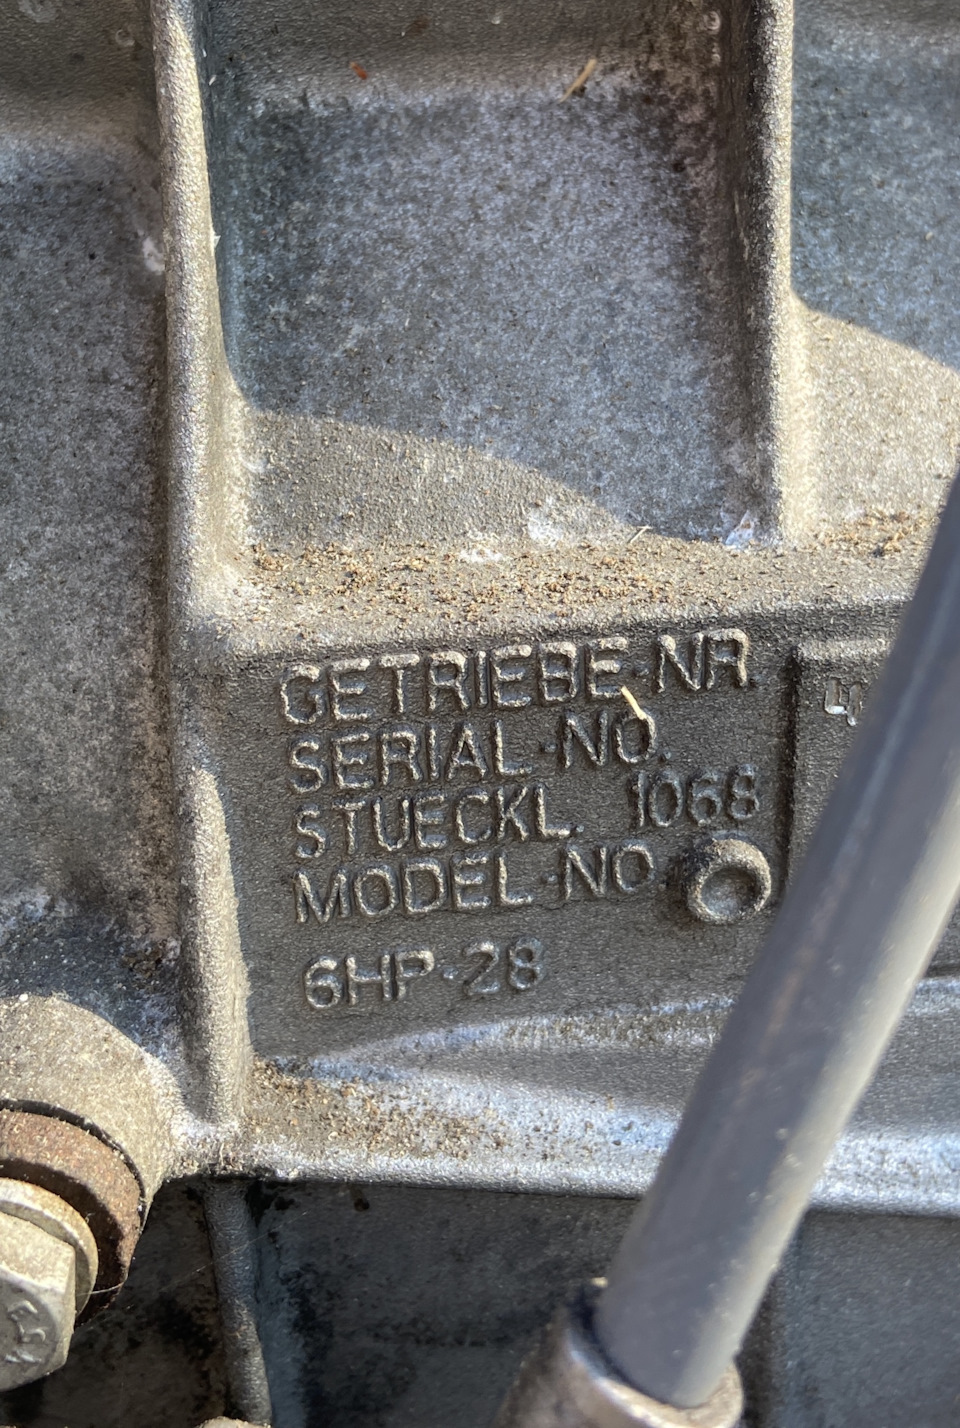 GETRIEBE-NR.
SERIAL-NO.
STUECKL. 1068
MODEL-NO
6HP-28